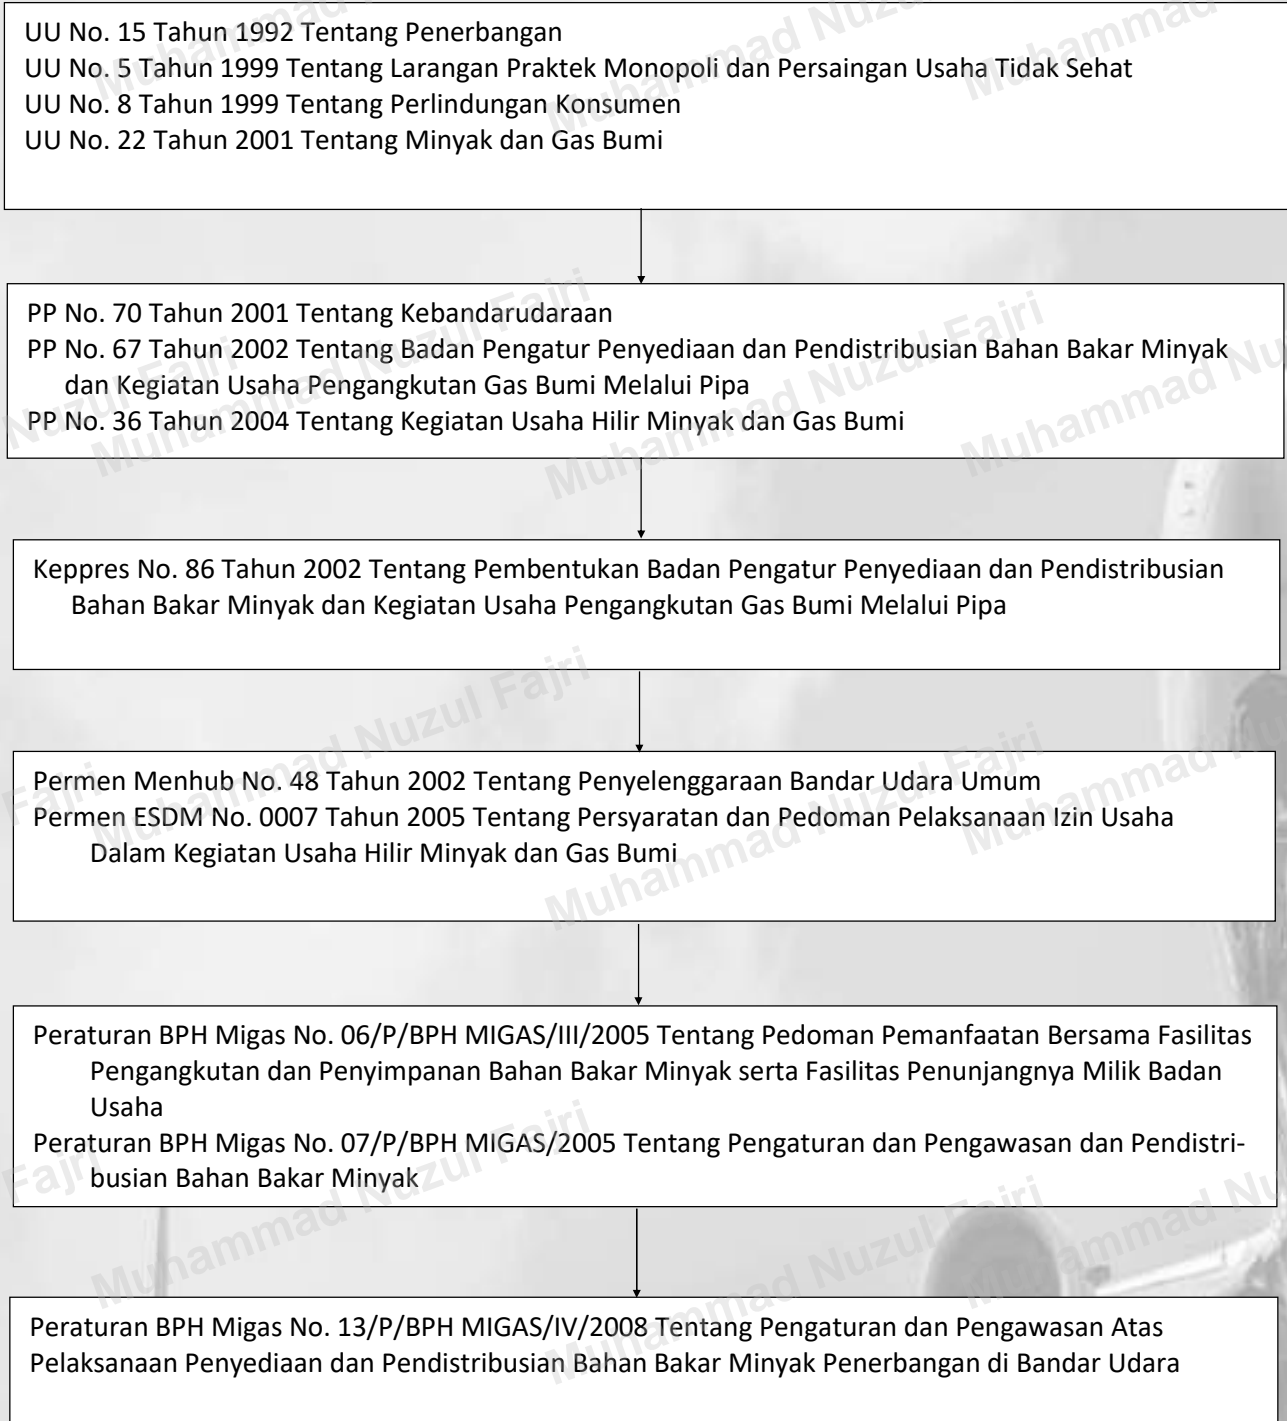 UU No. 15 Tahun 1992 Tentang Penerbangan
UU No. 5 Tahun 1999 Tentang Larangan Praktek Monopoli dan Persaingan Usaha Tidak Sehat
UU No. 8 Tahun 1999 Tentang Perlindungan Konsumen
UU No. 22 Tahun 2001 Tentang Minyak dan Gas Bumi
PP No. 70 Tahun 2001 Tentang Kebandarudaraan
PP No. 67 Tahun 2002 Tentang Badan Pengatur Penyediaan dan Pendistribusian Bahan Bakar Minyak
dan Kegiatan Usaha Pengangkutan Gas Bumi Melalui Pipa
PP No. 36 Tahun 2004 Tentang Kegiatan Usaha Hilir Minyak dan Gas Bumi
Keppres No. 86 Tahun 2002 Tentang Pembentukan Badan Pengatur Penyediaan dan Pendistribusian
Bahan Bakar Minyak dan Kegiatan Usaha Pengangkutan Gas Bumi Melalui Pipa
Permen Menhub No. 48 Tahun 2002 Tentang Penyelenggaraan Bandar Udara Umum
Permen ESDM No. 0007 Tahun 2005 Tentang Persyaratan dan Pedoman Pelaksanaan Izin Usaha
Dalam Kegiatan Usaha Hilir Minyak dan Gas Bumi
Peraturan BPH Migas No. 06/P/BPH MIGAS/III/2005 Tentang Pedoman Pemanfaatan Bersama Fasilitas
Pengangkutan dan Penyimpanan Bahan Bakar Minyak serta Fasilitas Penunjangnya Milik Badan
Usaha
Peraturan BPH Migas No. 07/P/BPH MIGAS/2005 Tentang Pengaturan dan Pengawasan dan Pendistri-
busian Bahan Bakar Minyak
Peraturan BPH Migas No. 13/P/BPH MIGAS/IV/2008 Tentang Pengaturan dan Pengawasan Atas
Pelaksanaan Penyediaan dan Pendistribusian Bahan Bakar Minyak Penerbangan di Bandar Udara
Muhammad Nuzul Fajri